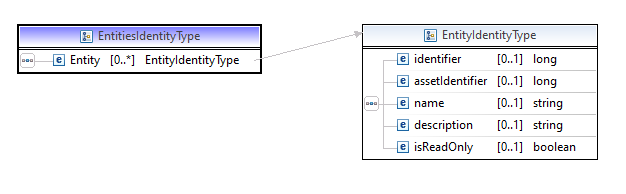 EntitiesIdentityType
Entity [0..*] EntityIdentityType
EntityIdentityType
identifier [0..1] long
assetIdentifier [0..1] long
name [0..1] string
description [0..1] string
isReadOnly [0..1] boolean